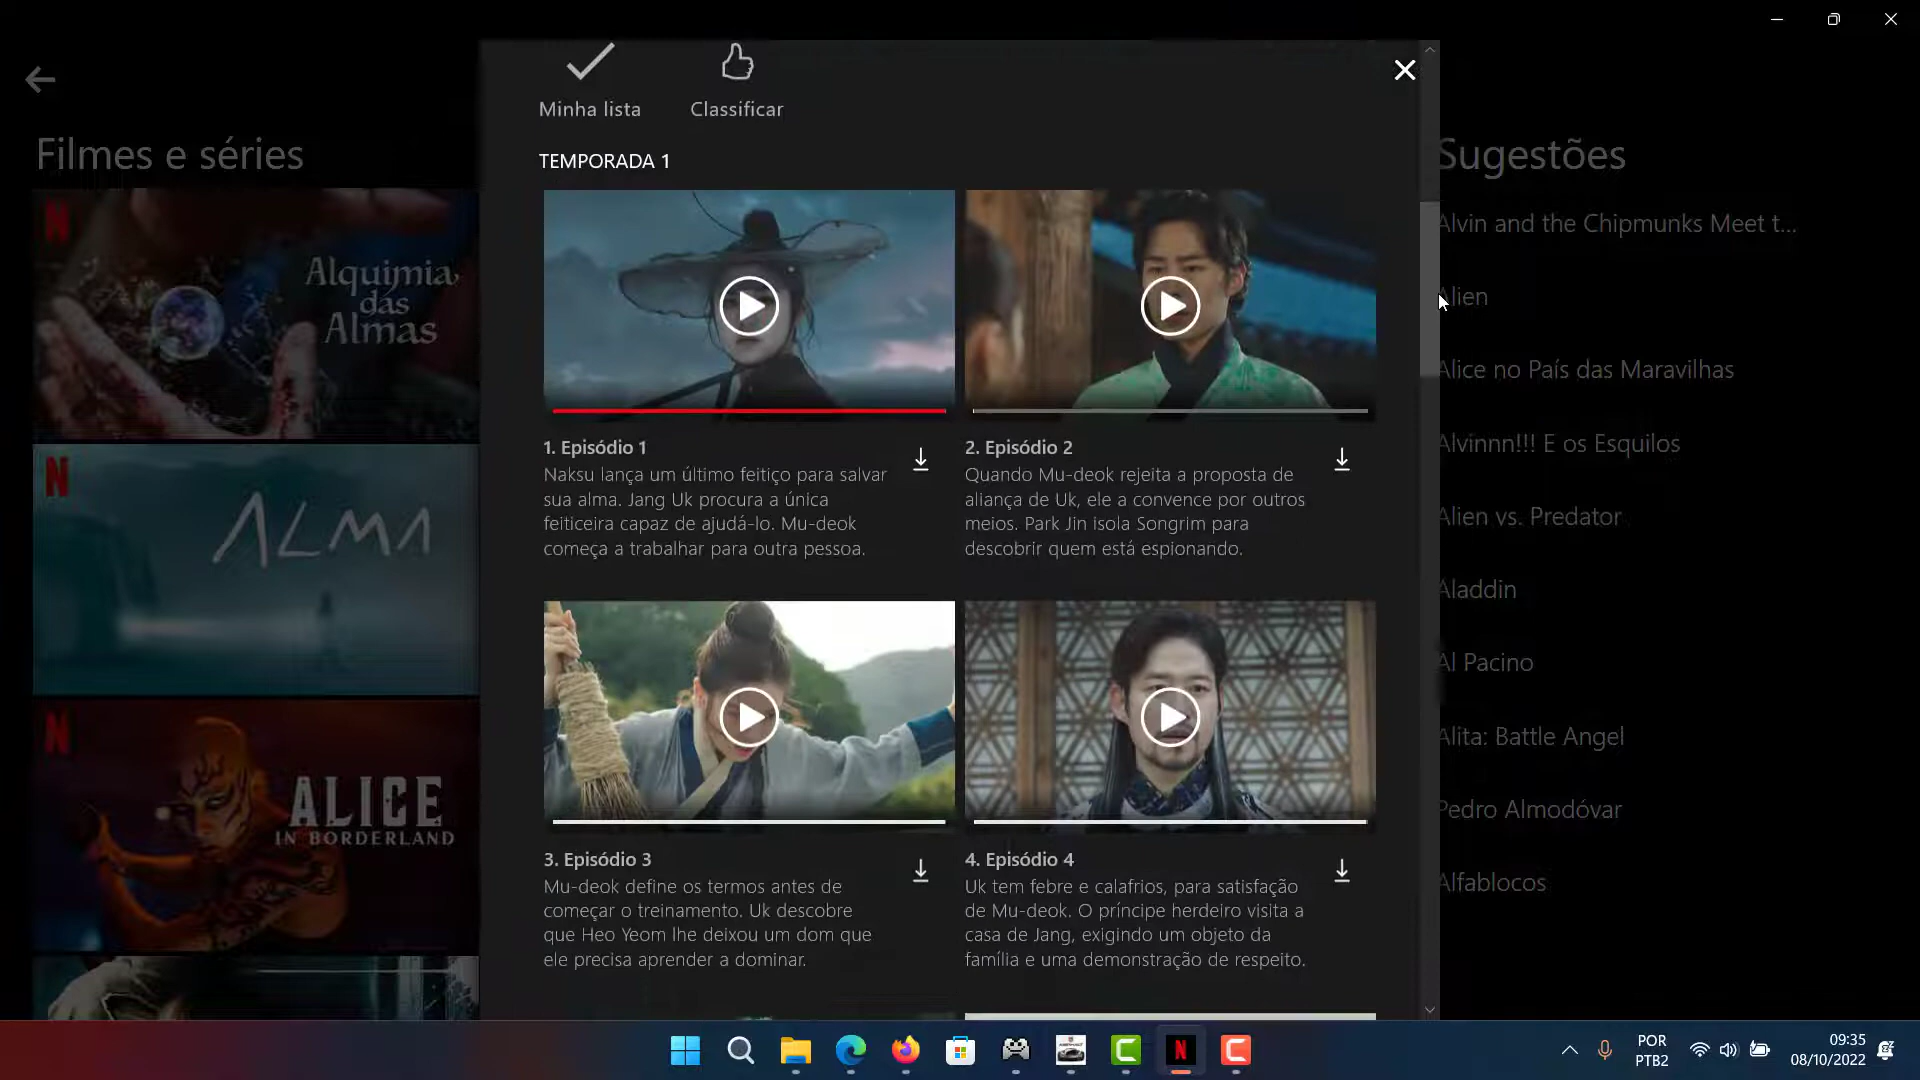 Minha lista
Classificar
Filmes e séries
Sugestões
TEMPORADA 1
N
Alquimia
das
Almas
N
ALMA
N
ALICE
IN BORDERLAND
1. Episódio 1
Naksu lança um último feitiço para salvar
sua alma. Jang Uk procura a única
feiticeira capaz de ajudá-lo. Mu-deok
começa a trabalhar para outra pessoa.
2. Episódio 2
Quando Mu-deok rejeita a proposta de
aliança de Uk, ele a convence por outros
meios. Park Jin isola Songrim para
descobrir quem está espionando.
3. Episódio 3
Mu-deok define os termos antes de
começar o treinamento. Uk descobre
que Heo Yeom lhe deixou um dom que
ele precisa aprender a dominar.
4. Episódio 4
Uk tem febre e calafrios, para satisfação
de Mu-deok. O príncipe herdeiro visita a
casa de Jang, exigindo um objeto da
família e uma demonstração de respeito.
Alvin and the Chipmunks Meet t...
Alien
Alice no País das Maravilhas
Alvinnn!!! E os Esquilos
Alien vs. Predator
Aladdin
Al Pacino
Alita: Battle Angel
Pedro Almodóvar
Alfablocos
N
POR
PTB2
09:35
08/10/2022